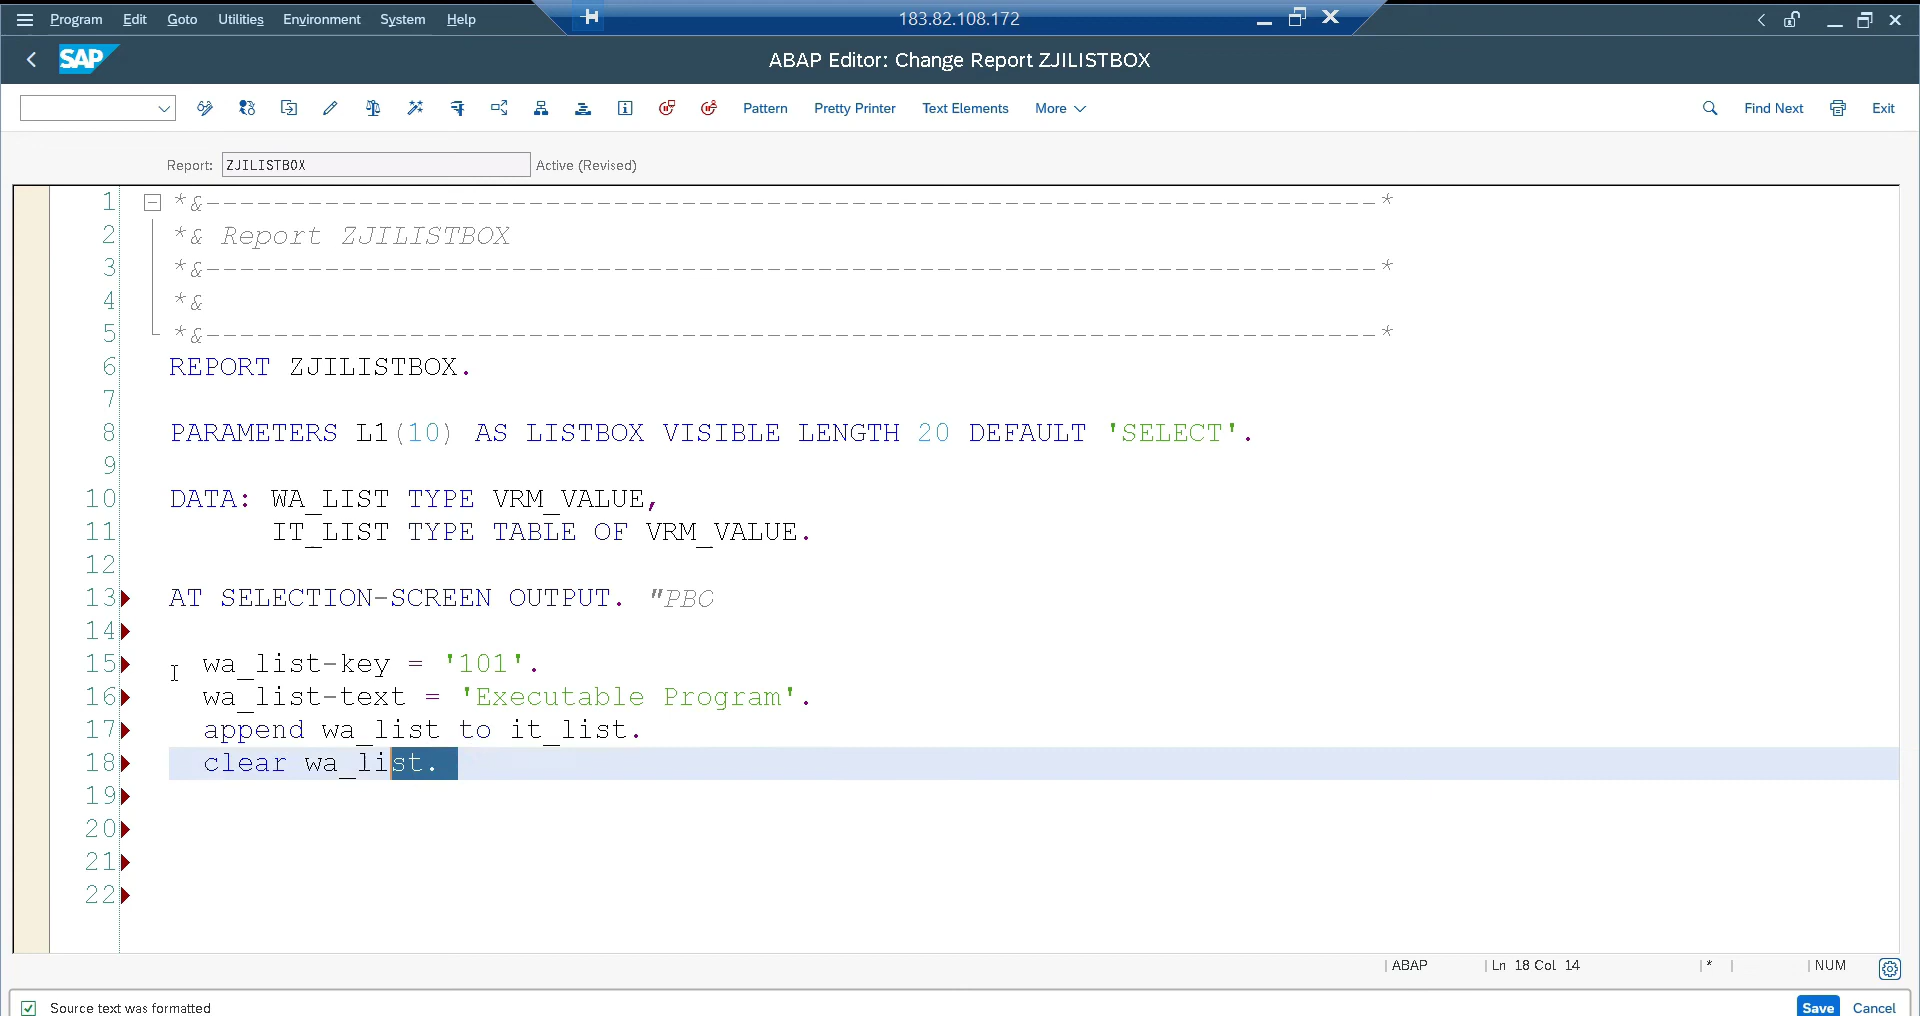 Program Edit Goto Utilities Environment System Help
183.82.108.172
SAP
ABAP Editor: Change Report ZJILISTBOX
Pattern Pretty Printer Text Elements More Find Next Exit
Report: ZJILISTBOX Active (Revised)
1 *&---------------------------------------------------------------------*
2 *& Report ZJILISTBOX
3 *&---------------------------------------------------------------------*
4 *&
5 *&---------------------------------------------------------------------*
6 REPORT ZJILISTBOX.
7
8 PARAMETERS L1(10) AS LISTBOX VISIBLE LENGTH 20 DEFAULT 'SELECT'.
9
10 DATA: WA_LIST TYPE VRM_VALUE,
11 IT_LIST TYPE TABLE OF VRM_VALUE.
12
13 AT SELECTION-SCREEN OUTPUT. "PBO
14
15 wa_list-key = '101'.
16 wa_list-text = 'Executable Program'.
17 append wa_list to it_list.
18 clear wa_list.
19
20
21
22
ABAP Ln 18 Col 14 * NUM
Source text was formatted Save Cancel